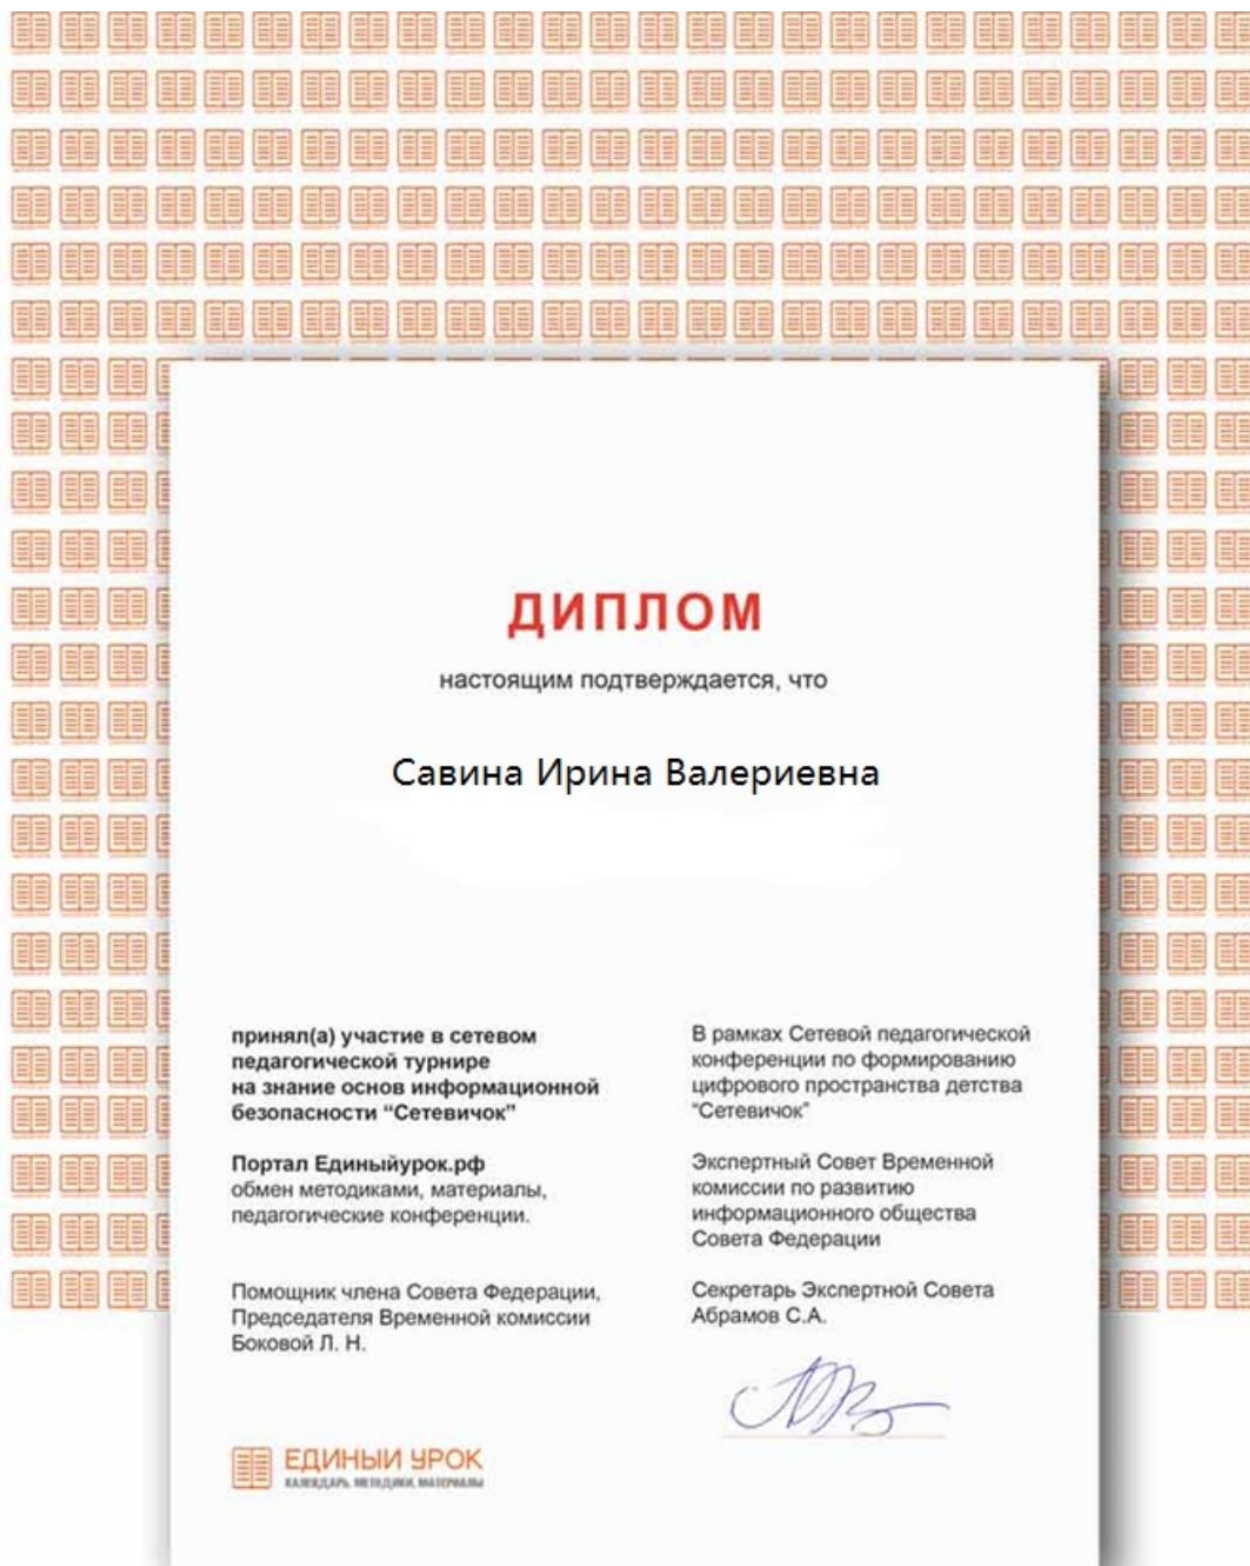 ДИПЛОМ
настоящим подтверждается, что
Савина Ирина Валериевна
принял(а) участие в сетевом
педагогической турнире
на знание основ информационной
безопасности “Сетевичок”
Портал Единыйурок.рф
обмен методиками, материалы,
педагогические конференции.
Помощник члена Совета Федерации,
Председателя Временной комиссии
Боковой Л. Н.
В рамках Сетевой педагогической
конференции по формированию
цифрового пространства детства
“Сетевичок”
Экспертный Совет Временной
комиссии по развитию
информационного общества
Совета Федерации
Секретарь Экспертной Совета
Абрамов С.А.
ЕДИНЫЙ УРОК
КАЛЕНДАРЬ, МЕТОДИКИ, МАТЕРИАЛЫ